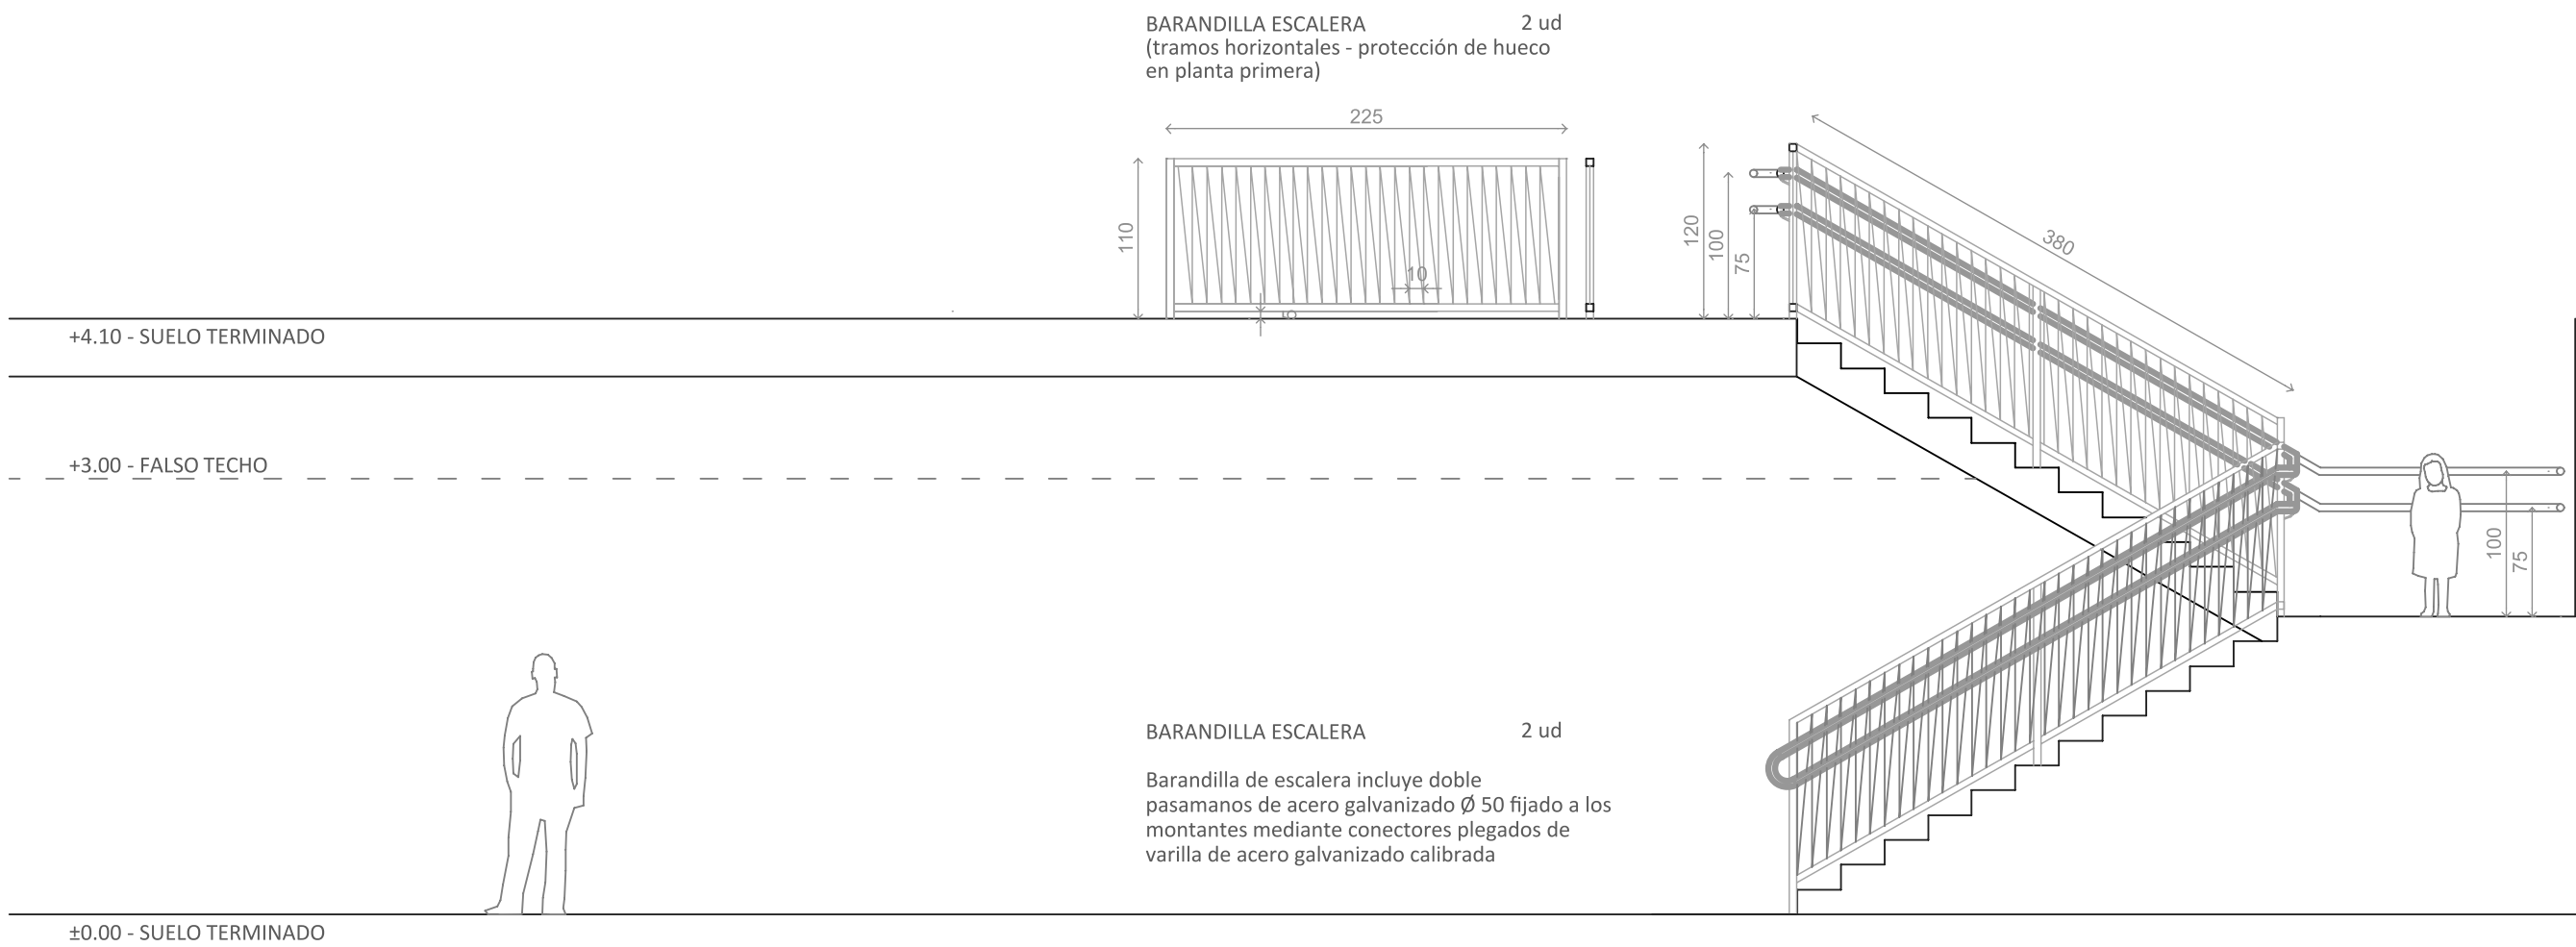 BARANDILLA ESCALERA 2 ud
(tramos horizontales - protección de hueco
en planta primera)
225
110
10
5
120
100
75
380
+4.10 - SUELO TERMINADO
+3.00 - FALSO TECHO
100
75
BARANDILLA ESCALERA 2 ud
Barandilla de escalera incluye doble
pasamanos de acero galvanizado Ø 50 fijado a los
montantes mediante conectores plegados de
varilla de acero galvanizado calibrada
±0.00 - SUELO TERMINADO